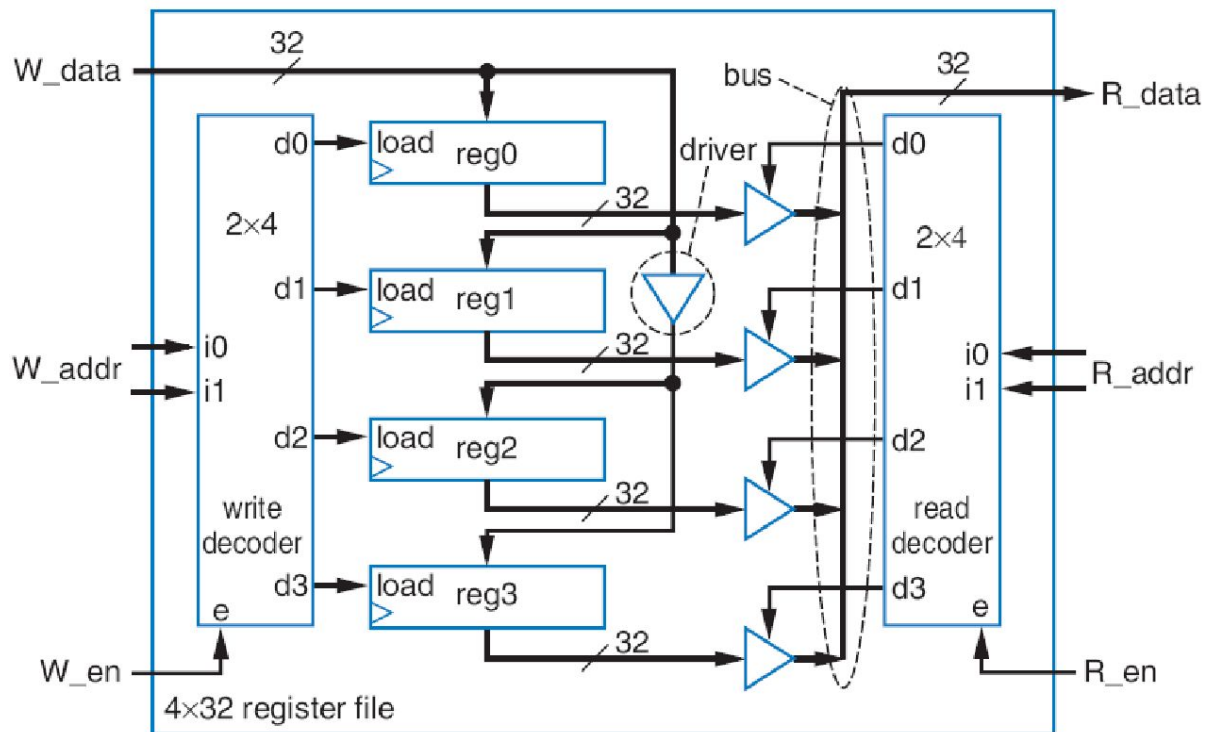 32
W_data
bus
32
R_data
d0
load
reg0
driver
d0
32
2×4
2×4
d1
load
reg1
d1
32
i0
W_addr
i1
i0
i1
R_addr
d2
load
reg2
d2
32
write
decoder
read
decoder
d3
load
reg3
d3
e
e
32
W_en
R_en
4×32 register file